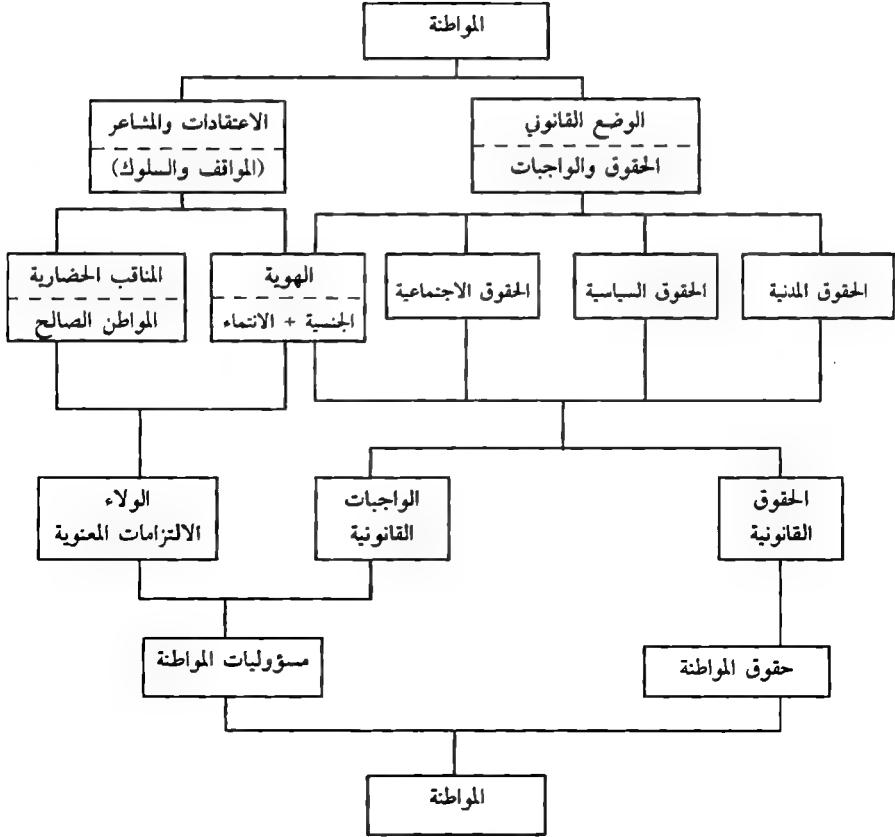 المواطنة
الوضع القانوني
الحقوق والواجبات
الاعتقادات والمشاعر
(المواقف والسلوك)
الحقوق المدنية
الحقوق السياسية
الحقوق الاجتماعية
الهوية
الجنسية + الانتماء
المناقب الحضارية
المواطن الصالح
الحقوق
القانونية
الواجبات
القانونية
الولاء
الالتزامات المعنوية
حقوق المواطنة
مسؤوليات المواطنة
المواطنة